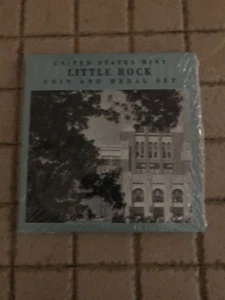 UNITED STATES MINT
LITTLE ROCK
COIN AND MEDAL SET